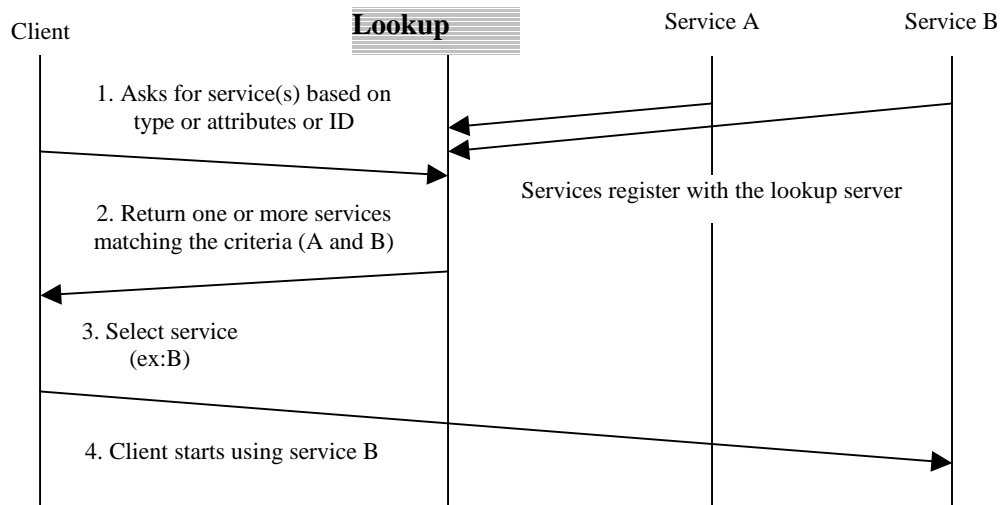 Client
Lookup
Service A
Service B
1. Asks for service(s) based on
type or attributes or ID
Services register with the lookup server
2. Return one or more services
matching the criteria (A and B)
3. Select service
(ex:B)
4. Client starts using service B